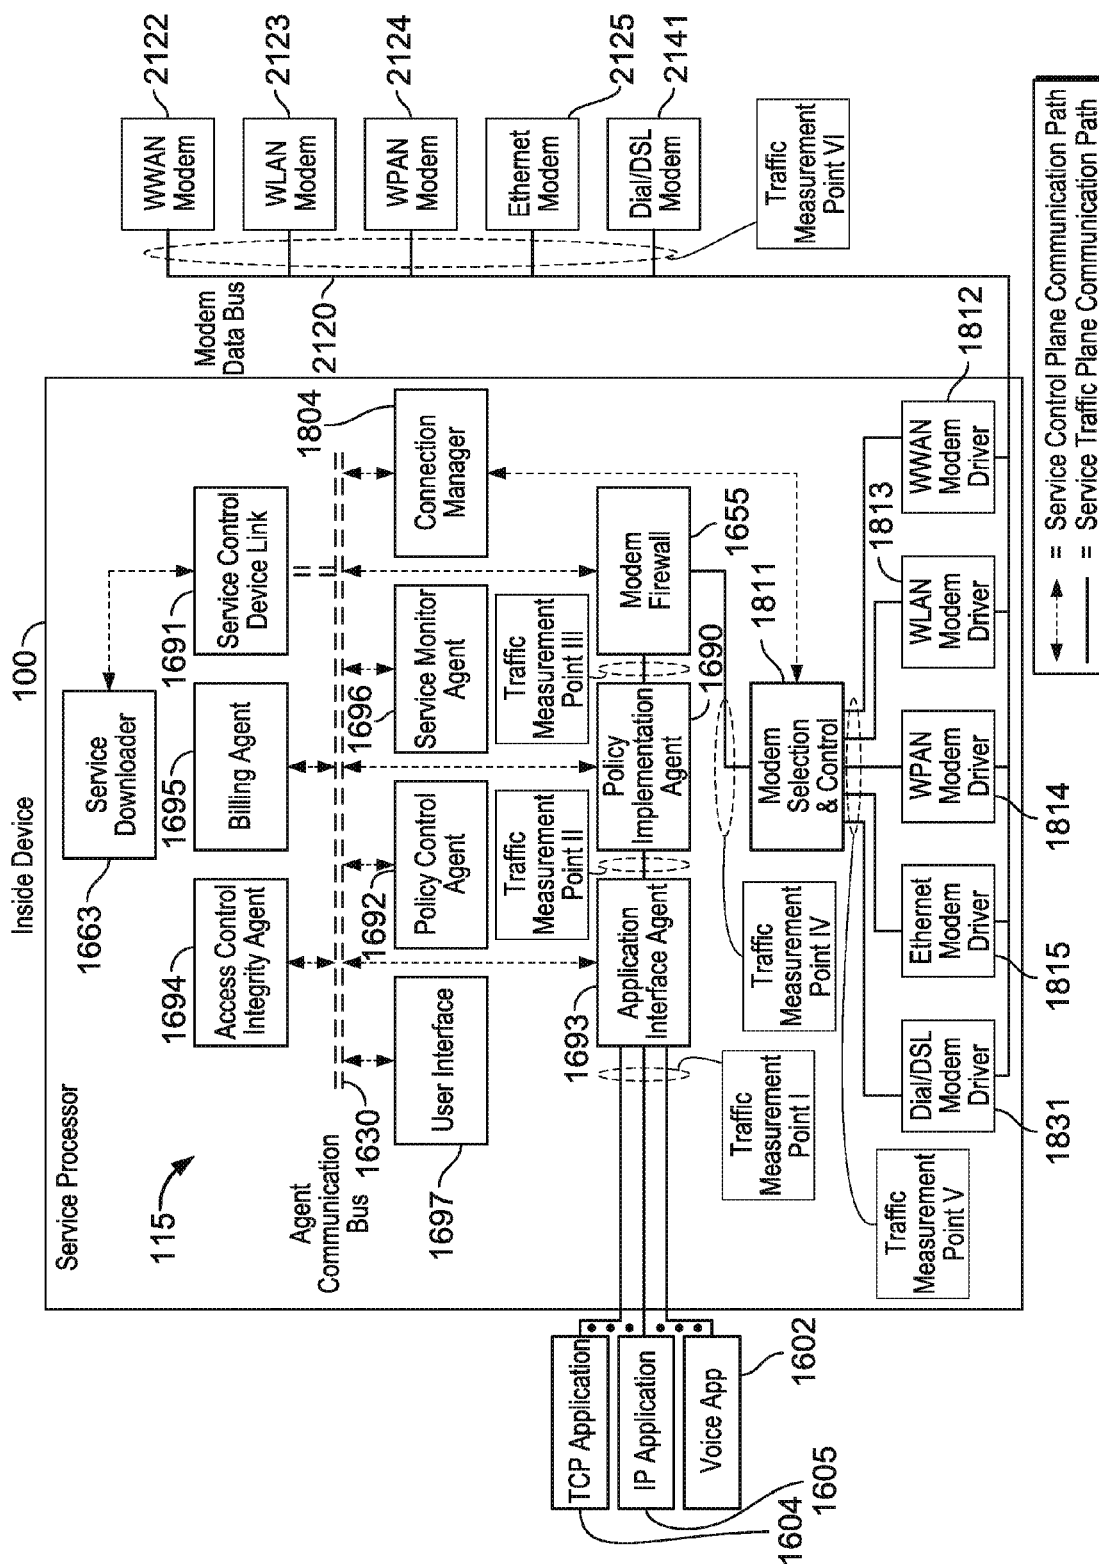 Inside Device
100
Service Processor
115
Service
Downloader
1663
Access Control
Integrity Agent
1694
Billing Agent
1695
Service Control
Device Link
1691
Agent
Communication
Bus
1630
User Interface
1697
Policy Control
Agent
1692
Service Monitor
Agent
1696
Connection
Manager
1804
Traffic
Measurement
Point II
Traffic
Measurement
Point III
Application
Interface Agent
1693
Policy
Implementation
Agent
1690
Modem
Firewall
1655
TCP Application
1604
IP Application
1605
Voice App
1602
Traffic
Measurement
Point I
Traffic
Measurement
Point IV
Modem
Selection
& Control
1811
Traffic
Measurement
Point V
Dial/DSL
Modem
Driver
1831
Ethernet
Modem
Driver
1815
WPAN
Modem
Driver
1814
WLAN
Modem
Driver
1813
WWAN
Modem
Driver
1812
Modem
Data Bus
2120
WWAN
Modem
2122
WLAN
Modem
2123
WPAN
Modem
2124
Ethernet
Modem
2125
Dial/DSL
Modem
2141
Traffic
Measurement
Point VI
= Service Control Plane Communication Path
= Service Traffic Plane Communication Path